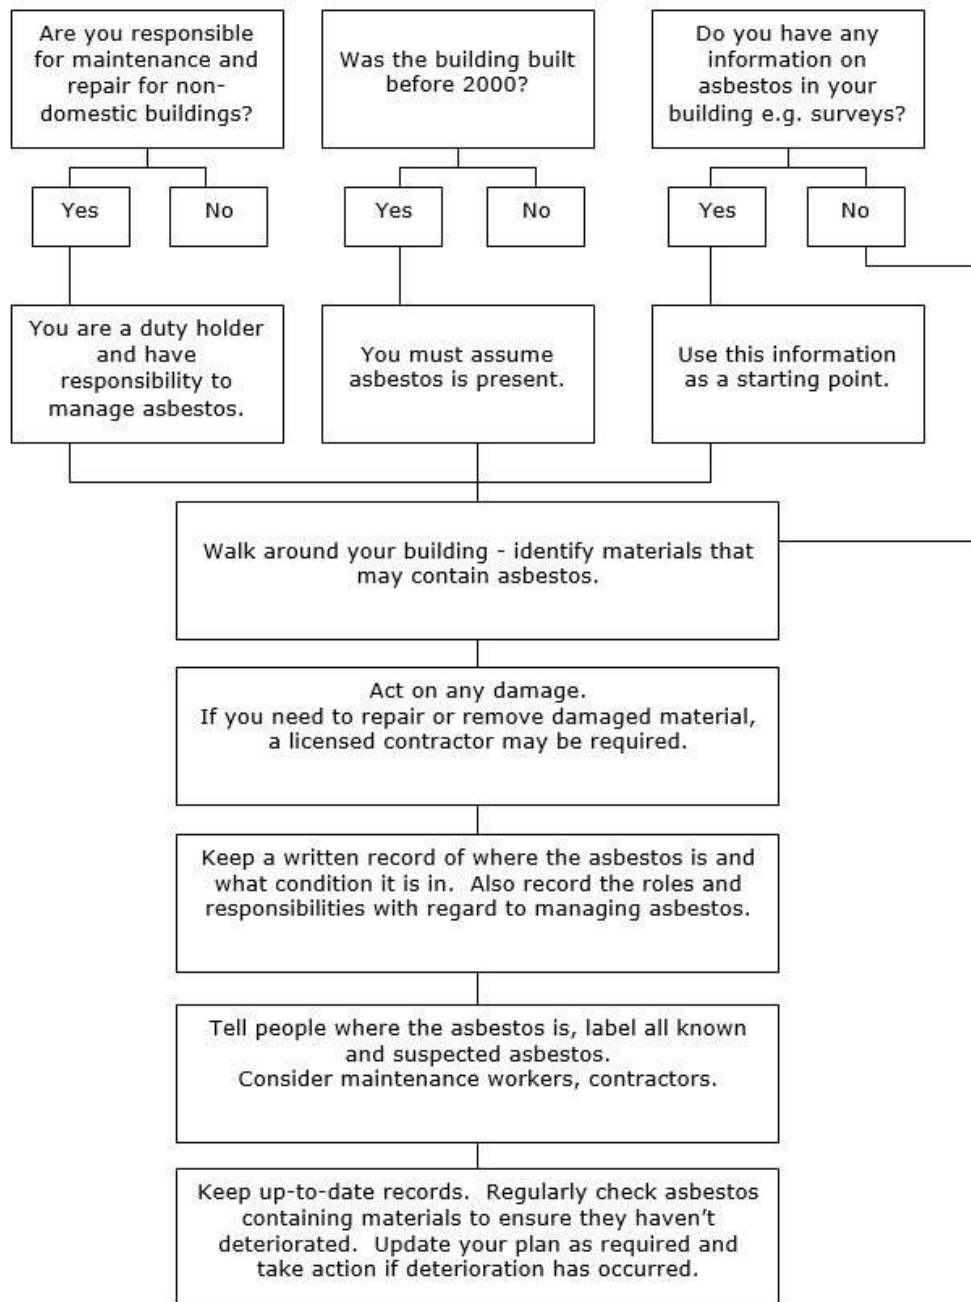 Are you responsible
for maintenance and
repair for non-
domestic buildings?
Was the building built
before 2000?
Do you have any
information on
asbestos in your
building e.g. surveys?
Yes
No
Yes
No
Yes
No
You are a duty holder
and have
responsibility to
manage asbestos.
You must assume
asbestos is present.
Use this information
as a starting point.
Walk around your building - identify materials that
may contain asbestos.
Act on any damage.
If you need to repair or remove damaged material,
a licensed contractor may be required.
Keep a written record of where the asbestos is and
what condition it is in.  Also record the roles and
responsibilities with regard to managing asbestos.
Tell people where the asbestos is, label all known
and suspected asbestos.
Consider maintenance workers, contractors.
Keep up-to-date records.  Regularly check asbestos
containing materials to ensure they haven't
deteriorated.  Update your plan as required and
take action if deterioration has occurred.